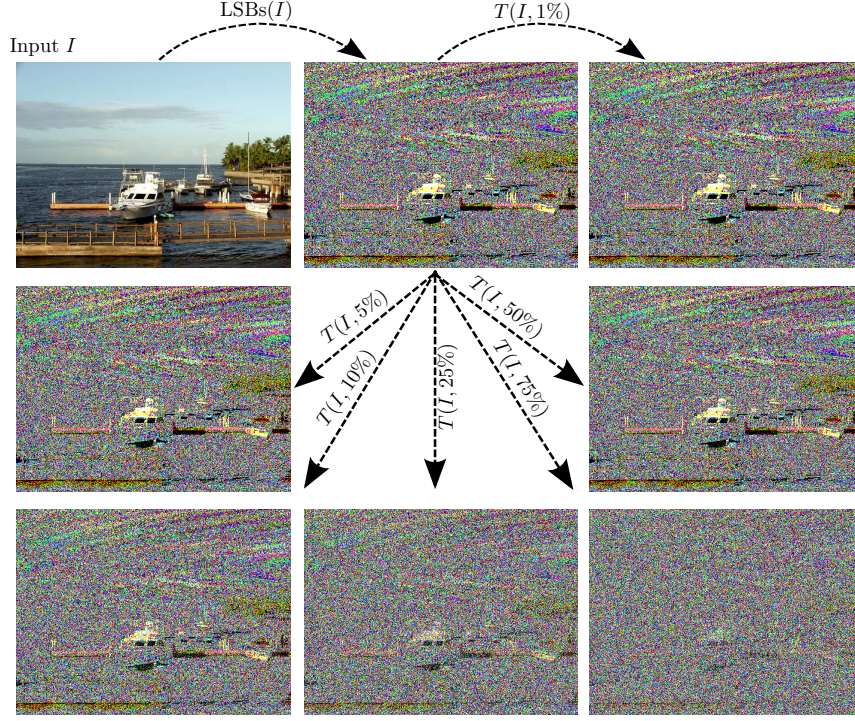 LSBs(I)
T(I, 1%)
Input I
T(I, 5%)
T(I, 50%)
T(I, 10%)
T(I, 25%)
T(I, 75%)